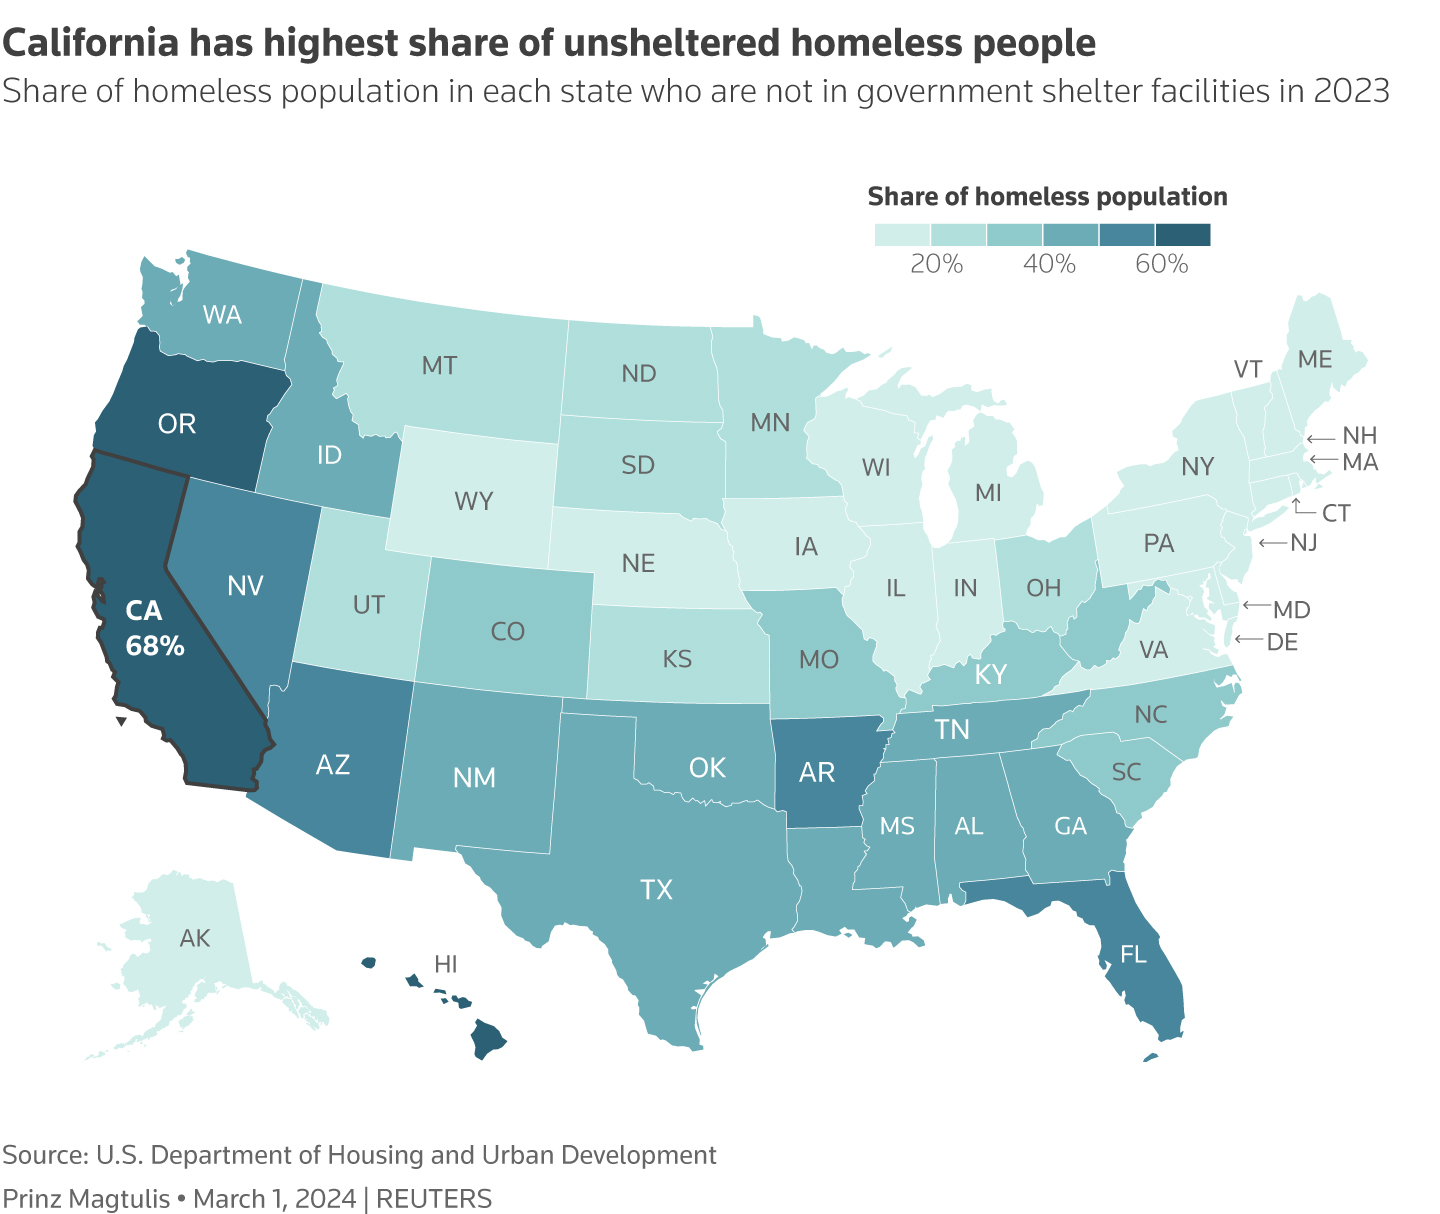 California has highest share of unsheltered homeless people
Share of homeless population in each state who are not in government shelter facilities in 2023
Share of homeless population
20% 40% 60%
WA
MT
ND
MN
VT
ME
OR
ID
SD
WI
MI
NY
NH
MA
WY
CT
IA
PA
NJ
NE
NV
UT
IL
IN
OH
CA
68%
MD
CO
KS
MO
KY
VA
DE
NC
TN
AZ
NM
OK
AR
SC
MS
AL
GA
TX
AK
HI
FL
Source: U.S. Department of Housing and Urban Development
Prinz Magtulis • March 1, 2024 | REUTERS